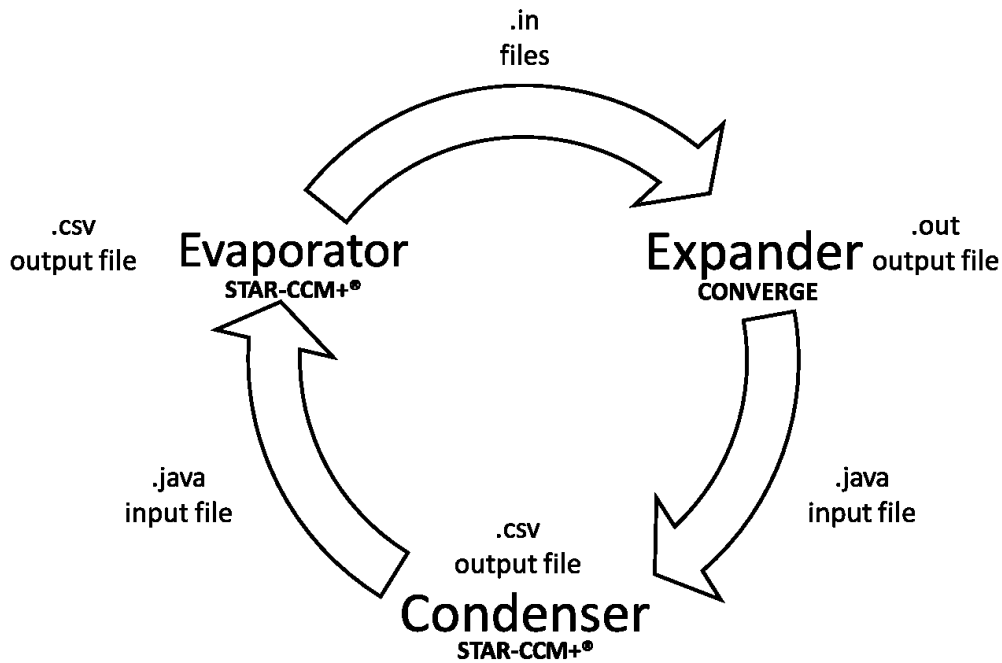 .in
files
.csv
output file
Evaporator
STAR-CCM+®
Expander
CONVERGE
.out
output file
.java
input file
.java
input file
.csv
output file
Condenser
STAR-CCM+®